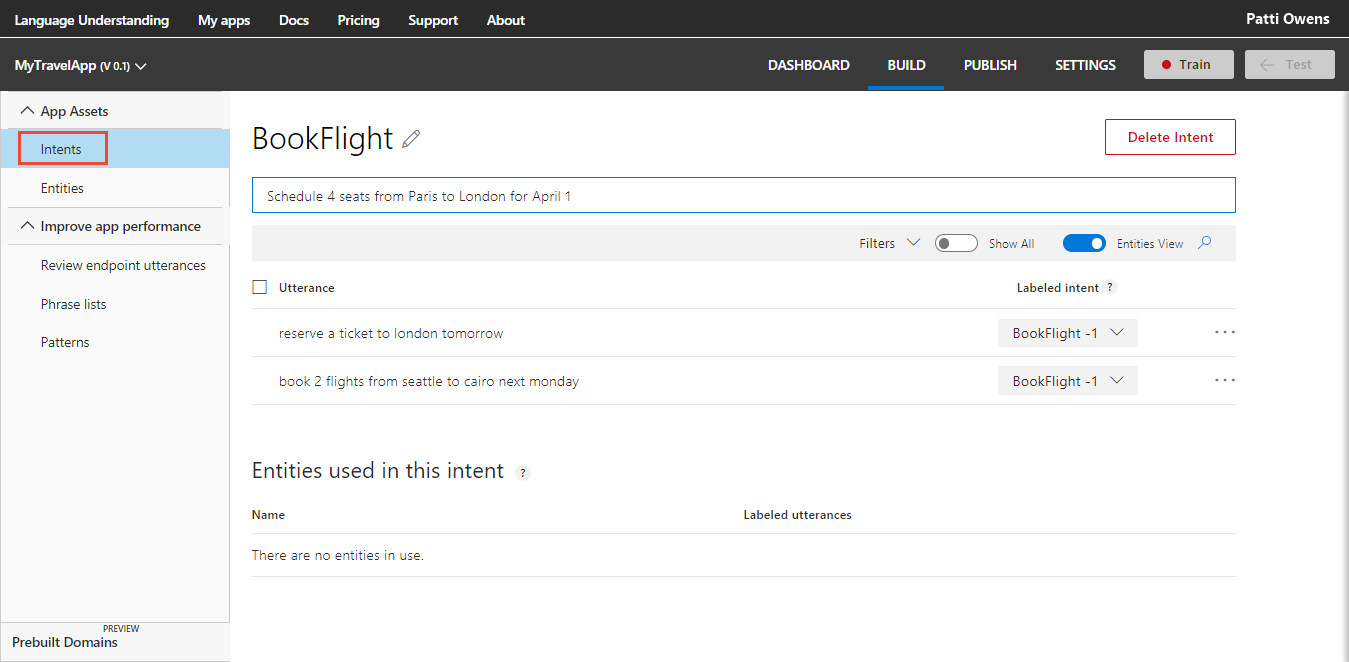 Language Understanding My apps Docs Pricing Support About Patti Owens
MyTravelApp (V 0.1) DASHBOARD BUILD PUBLISH SETTINGS Train Test
App Assets
Intents
Entities
Improve app performance
Review endpoint utterances
Phrase lists
Patterns
PREVIEW
Prebuilt Domains
BookFlight Delete Intent
Schedule 4 seats from Paris to London for April 1
Filters Show All Entities View
Utterance Labeled intent ?
reserve a ticket to london tomorrow BookFlight -1 ...
book 2 flights from seattle to cairo next monday BookFlight -1 ...
Entities used in this intent ?
Name Labeled utterances
There are no entities in use.